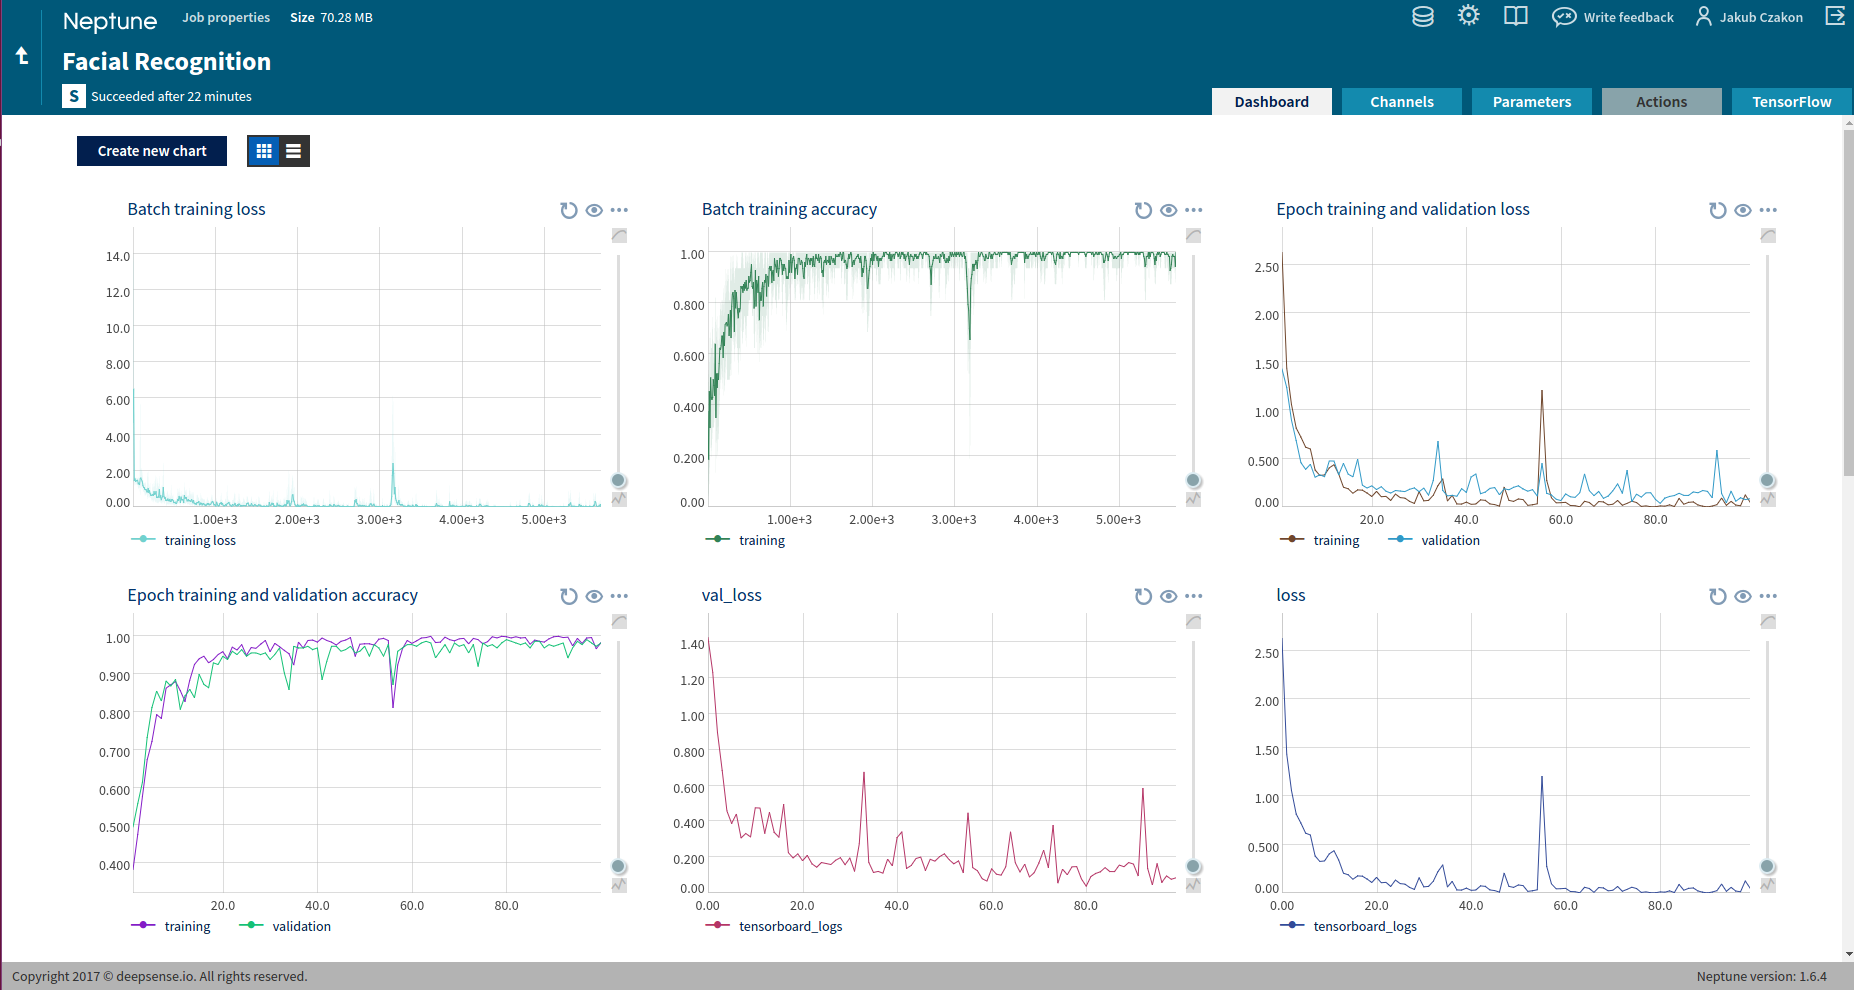 Neptune Job properties Size 70.28 MB Write feedback Jakub Czakon
Facial Recognition
S Succeeded after 22 minutes
Dashboard Channels Parameters Actions TensorFlow
Create new chart
Batch training loss
14.0
12.0
10.0
8.00
6.00
4.00
2.00
0.00
1.00e+3 2.00e+3 3.00e+3 4.00e+3 5.00e+3
training loss
Batch training accuracy
1.00
0.800
0.600
0.400
0.200
0.00
1.00e+3 2.00e+3 3.00e+3 4.00e+3 5.00e+3
training
Epoch training and validation loss
2.50
2.00
1.50
1.00
0.500
0.00
20.0 40.0 60.0 80.0
training validation
Epoch training and validation accuracy
1.00
0.900
0.800
0.700
0.600
0.500
0.400
20.0 40.0 60.0 80.0
training validation
val_loss
1.40
1.20
1.00
0.800
0.600
0.400
0.200
0.00
0.00 20.0 40.0 60.0 80.0
tensorboard_logs
loss
2.50
2.00
1.50
1.00
0.500
0.00
0.00 20.0 40.0 60.0 80.0
tensorboard_logs
Copyright 2017 © deepsense.io. All rights reserved. Neptune version: 1.6.4